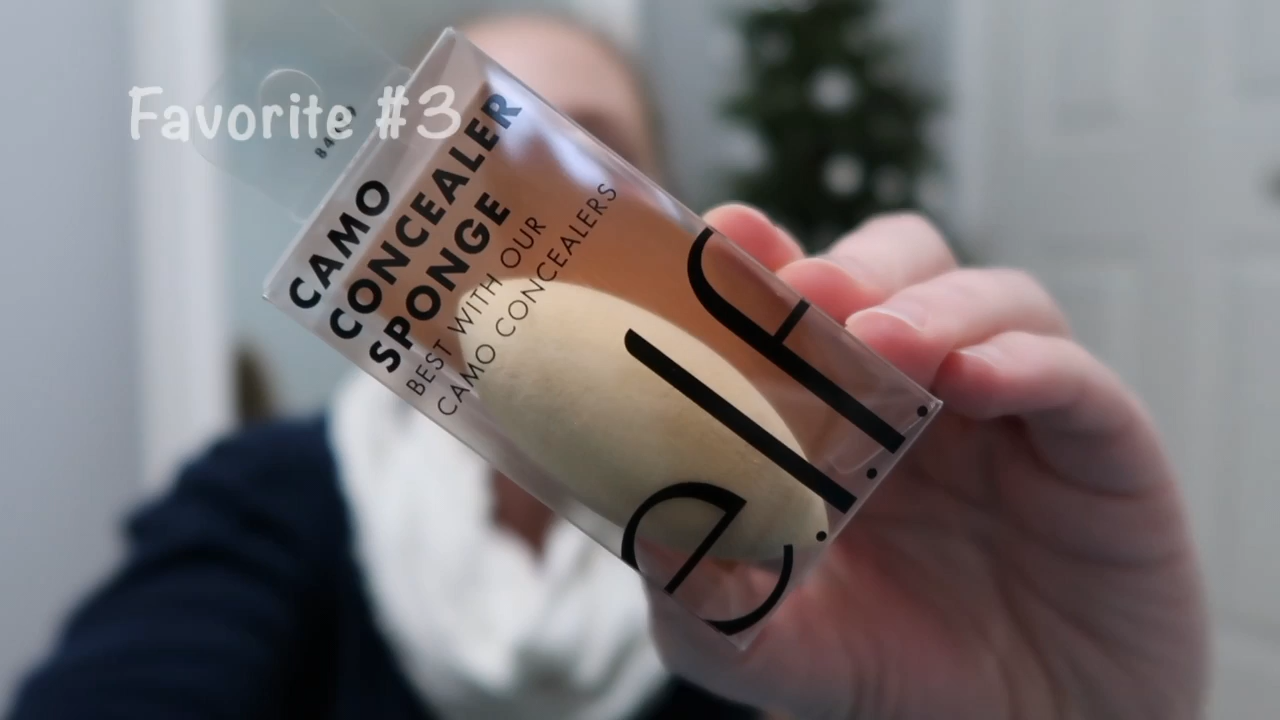 Favorite #3
CAMO
CONCEALER
SPONGE
BEST WITH OUR
CAMO CONCEALERS
e.l.f.